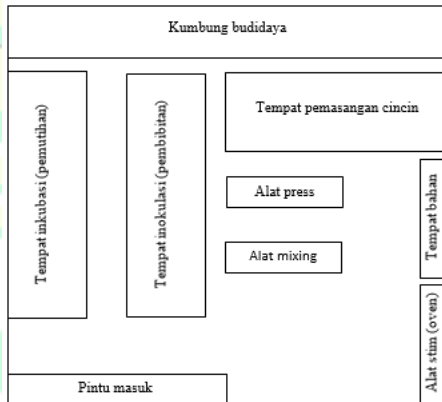 Kumbung budidaya
Tempat inkubasi (pemutihan)
Tempat inokulasi (pembibitan)
Tempat pemasangan cincin
Alat press
Alat mixing
Tempat bahan
Alat stim (oven)
Pintu masuk